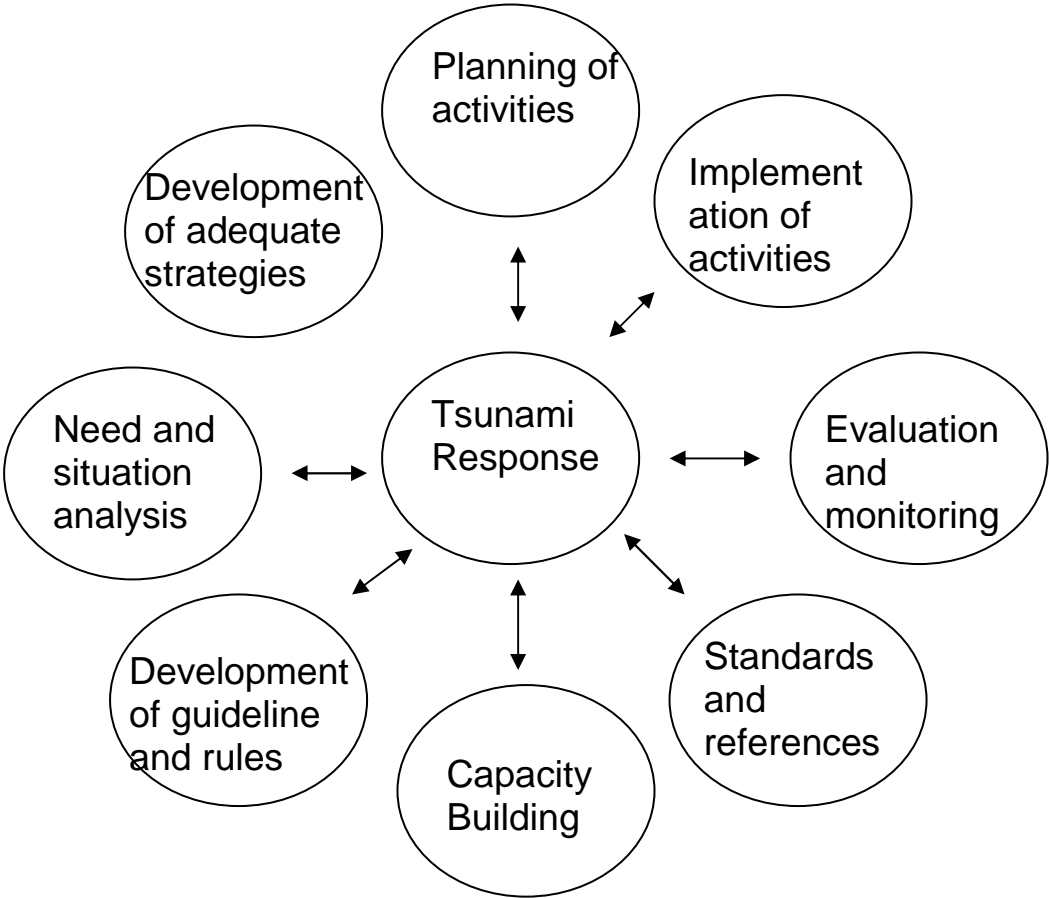 Planning of
activities
Implement
ation of
activities
Development
of adequate
strategies
Tsunami
Response
Need and
situation
analysis
Evaluation
and
monitoring
Development
of guideline
and rules
Standards
and
references
Capacity
Building